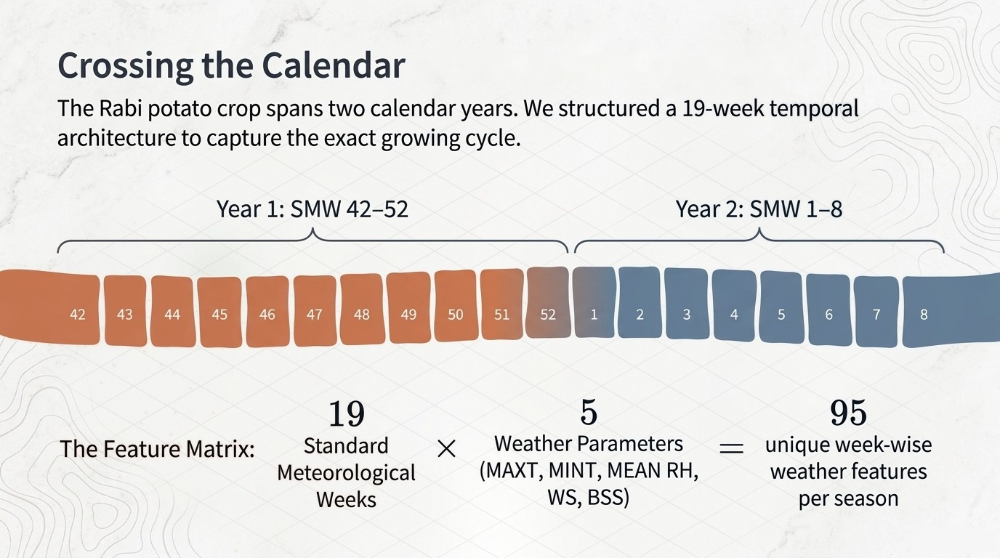 Crossing the Calendar
The Rabi potato crop spans two calendar years. We structured a 19-week temporal
architecture to capture the exact growing cycle.
Year 1: SMW 42–52
Year 2: SMW 1–8
42 43 44 45 46 47 48 49 50 51 52 1 2 3 4 5 6 7 8
The Feature Matrix:
19
Standard
Meteorological
Weeks
×
5
Weather Parameters
(MAXT, MINT, MEAN RH,
WS, BSS)
=
95
unique week-wise
weather features
per season